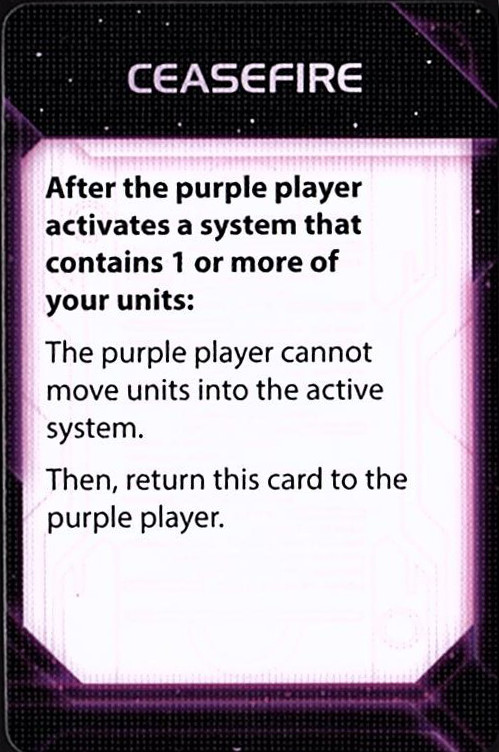 CEASEFIRE
After the purple player
activates a system that
contains 1 or more of
your units:
The purple player cannot
move units into the active
system.
Then, return this card to the
purple player.